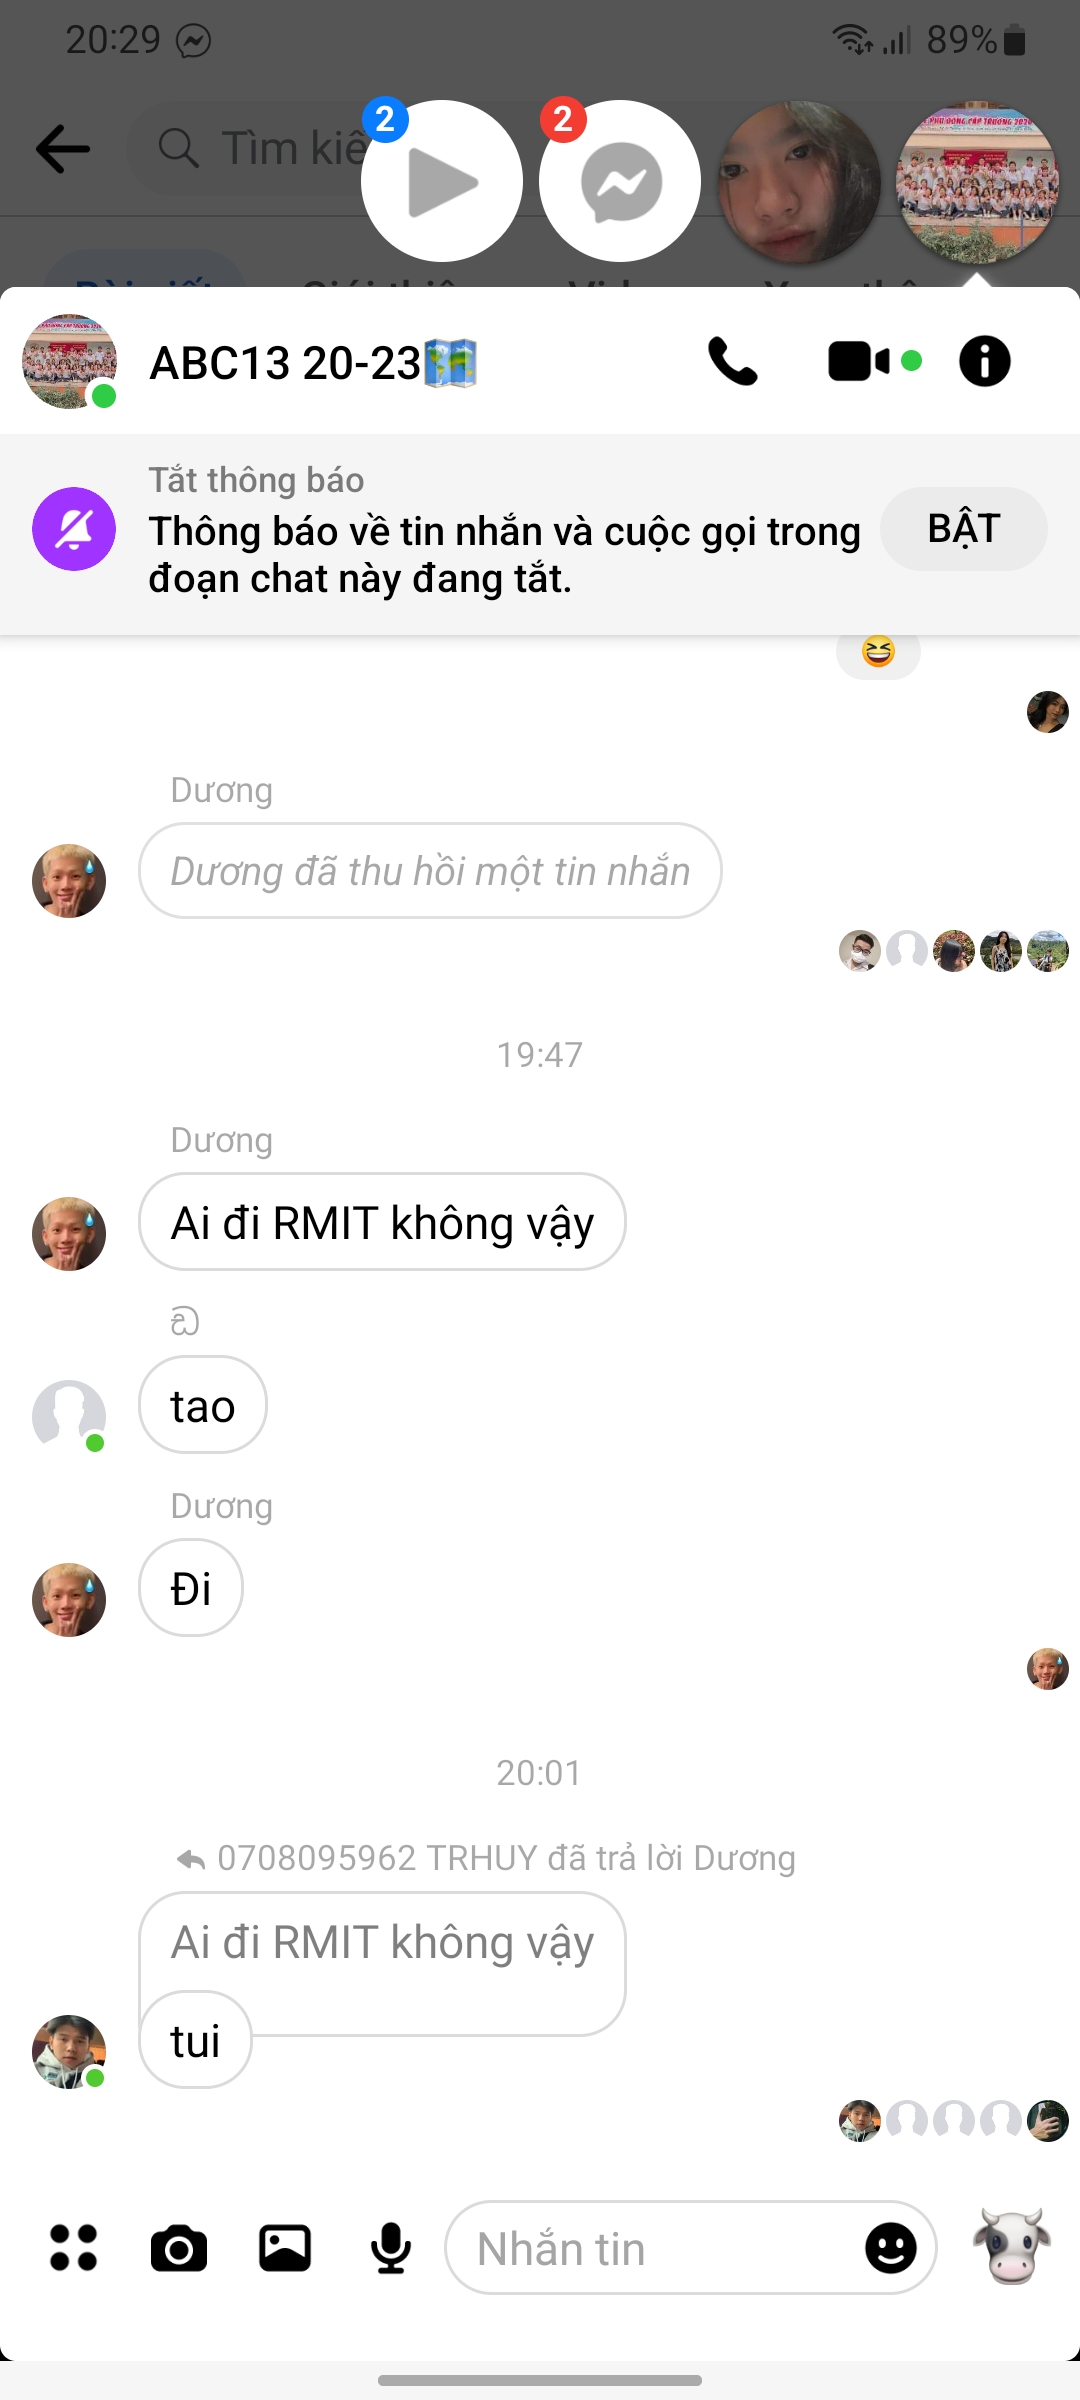 20:29
89%
Tìm kiế
2
2
ABC13 20-23
Tắt thông báo
Thông báo về tin nhắn và cuộc gọi trong
đoạn chat này đang tắt.
BẬT
Dương
Dương đã thu hồi một tin nhắn
19:47
Dương
Ai đi RMIT không vậy
tao
Dương
Đi
20:01
0708095962 TRHUY đã trả lời Dương
Ai đi RMIT không vậy
tui
Nhắn tin